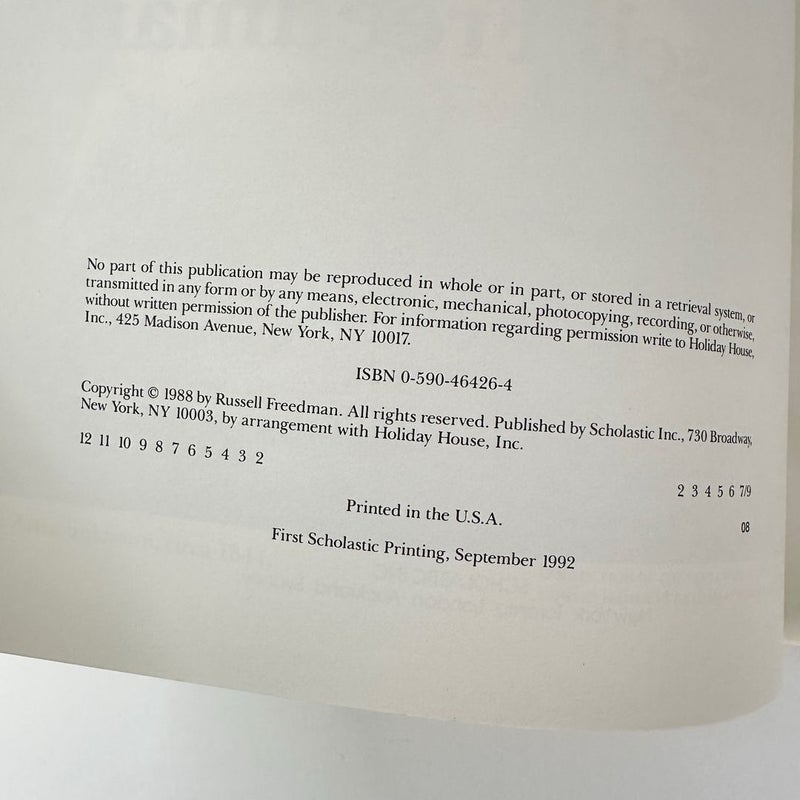 No part of this publication may be reproduced in whole or in part, or stored in a retrieval system, or
transmitted in any form or by any means, electronic, mechanical, photocopying, recording, or otherwise,
without written permission of the publisher. For information regarding permission write to Holiday House,
Inc., 425 Madison Avenue, New York, NY 10017.
ISBN 0-590-46426-4
Copyright © 1988 by Russell Freedman. All rights reserved. Published by Scholastic Inc., 730 Broadway,
New York, NY 10003, by arrangement with Holiday House, Inc.
12 11 10 9 8 7 6 5 4 3 2
2 3 4 5 6 7/9
Printed in the U.S.A.
08
First Scholastic Printing, September 1992